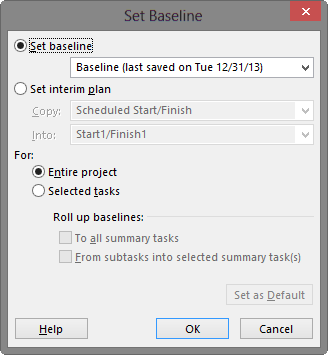 Set Baseline
Set baseline
Baseline (last saved on Tue 12/31/13)
Set interim plan
Copy: Scheduled Start/Finish
Into: Start1/Finish1
For:
Entire project
Selected tasks
Roll up baselines:
To all summary tasks
From subtasks into selected summary task(s)
Set as Default
Help OK Cancel